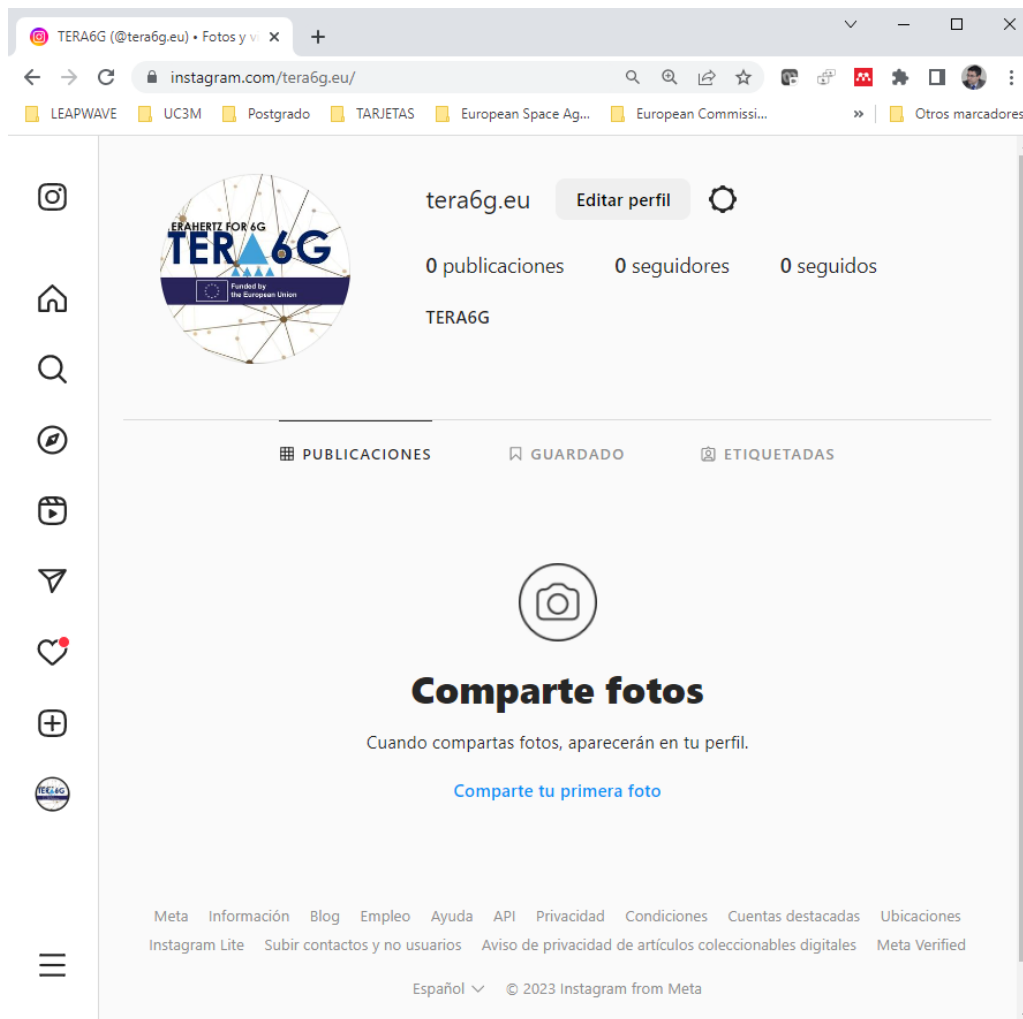 TERA6G (@tera6g.eu) • Fotos y vi
instagram.com/tera6g.eu/
LEAPWAVE UC3M Postgrado TARJETAS European Space Ag... European Commissi... » Otros marcadores
tera6g.eu Editar perfil
ERAHERTZ FOR 6G
TERA6G
Funded by
the European Union
0 publicaciones 0 seguidores 0 seguidos
TERA6G
PUBLICACIONES GUARDADO ETIQUETADAS
Comparte fotos
Cuando compartas fotos, aparecerán en tu perfil.
TERA6G
Comparte tu primera foto
Meta Información Blog Empleo Ayuda API Privacidad Condiciones Cuentas destacadas Ubicaciones
Instagram Lite Subir contactos y no usuarios Aviso de privacidad de artículos coleccionables digitales Meta Verified
Español © 2023 Instagram from Meta